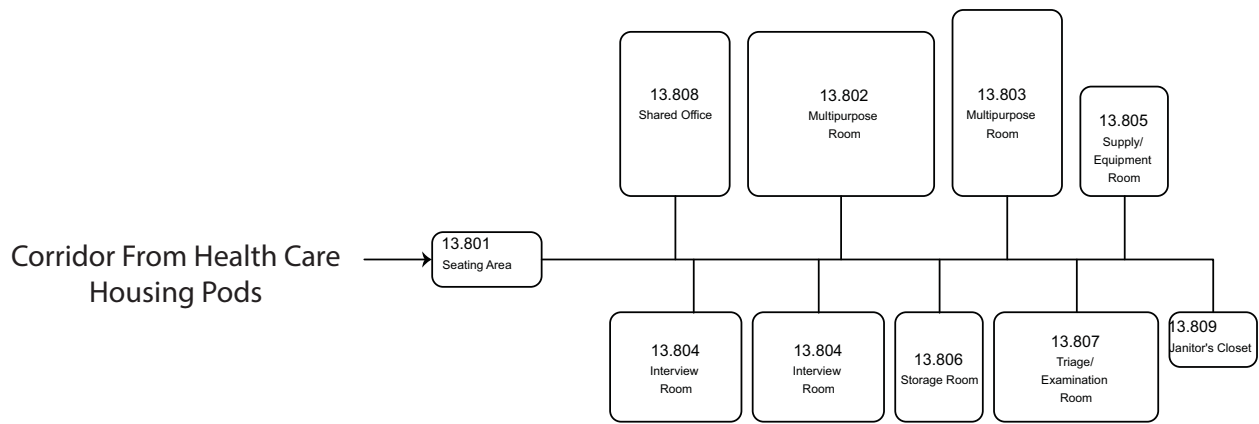 13.808
Shared Office
13.802
Multipurpose
Room
13.803
Multipurpose
Room
13.805
Supply/
Equipment
Room
Corridor From Health Care
Housing Pods
13.801
Seating Area
13.804
Interview
Room
13.804
Interview
Room
13.806
Storage Room
13.807
Triage/
Examination
Room
13.809
Janitor's Closet